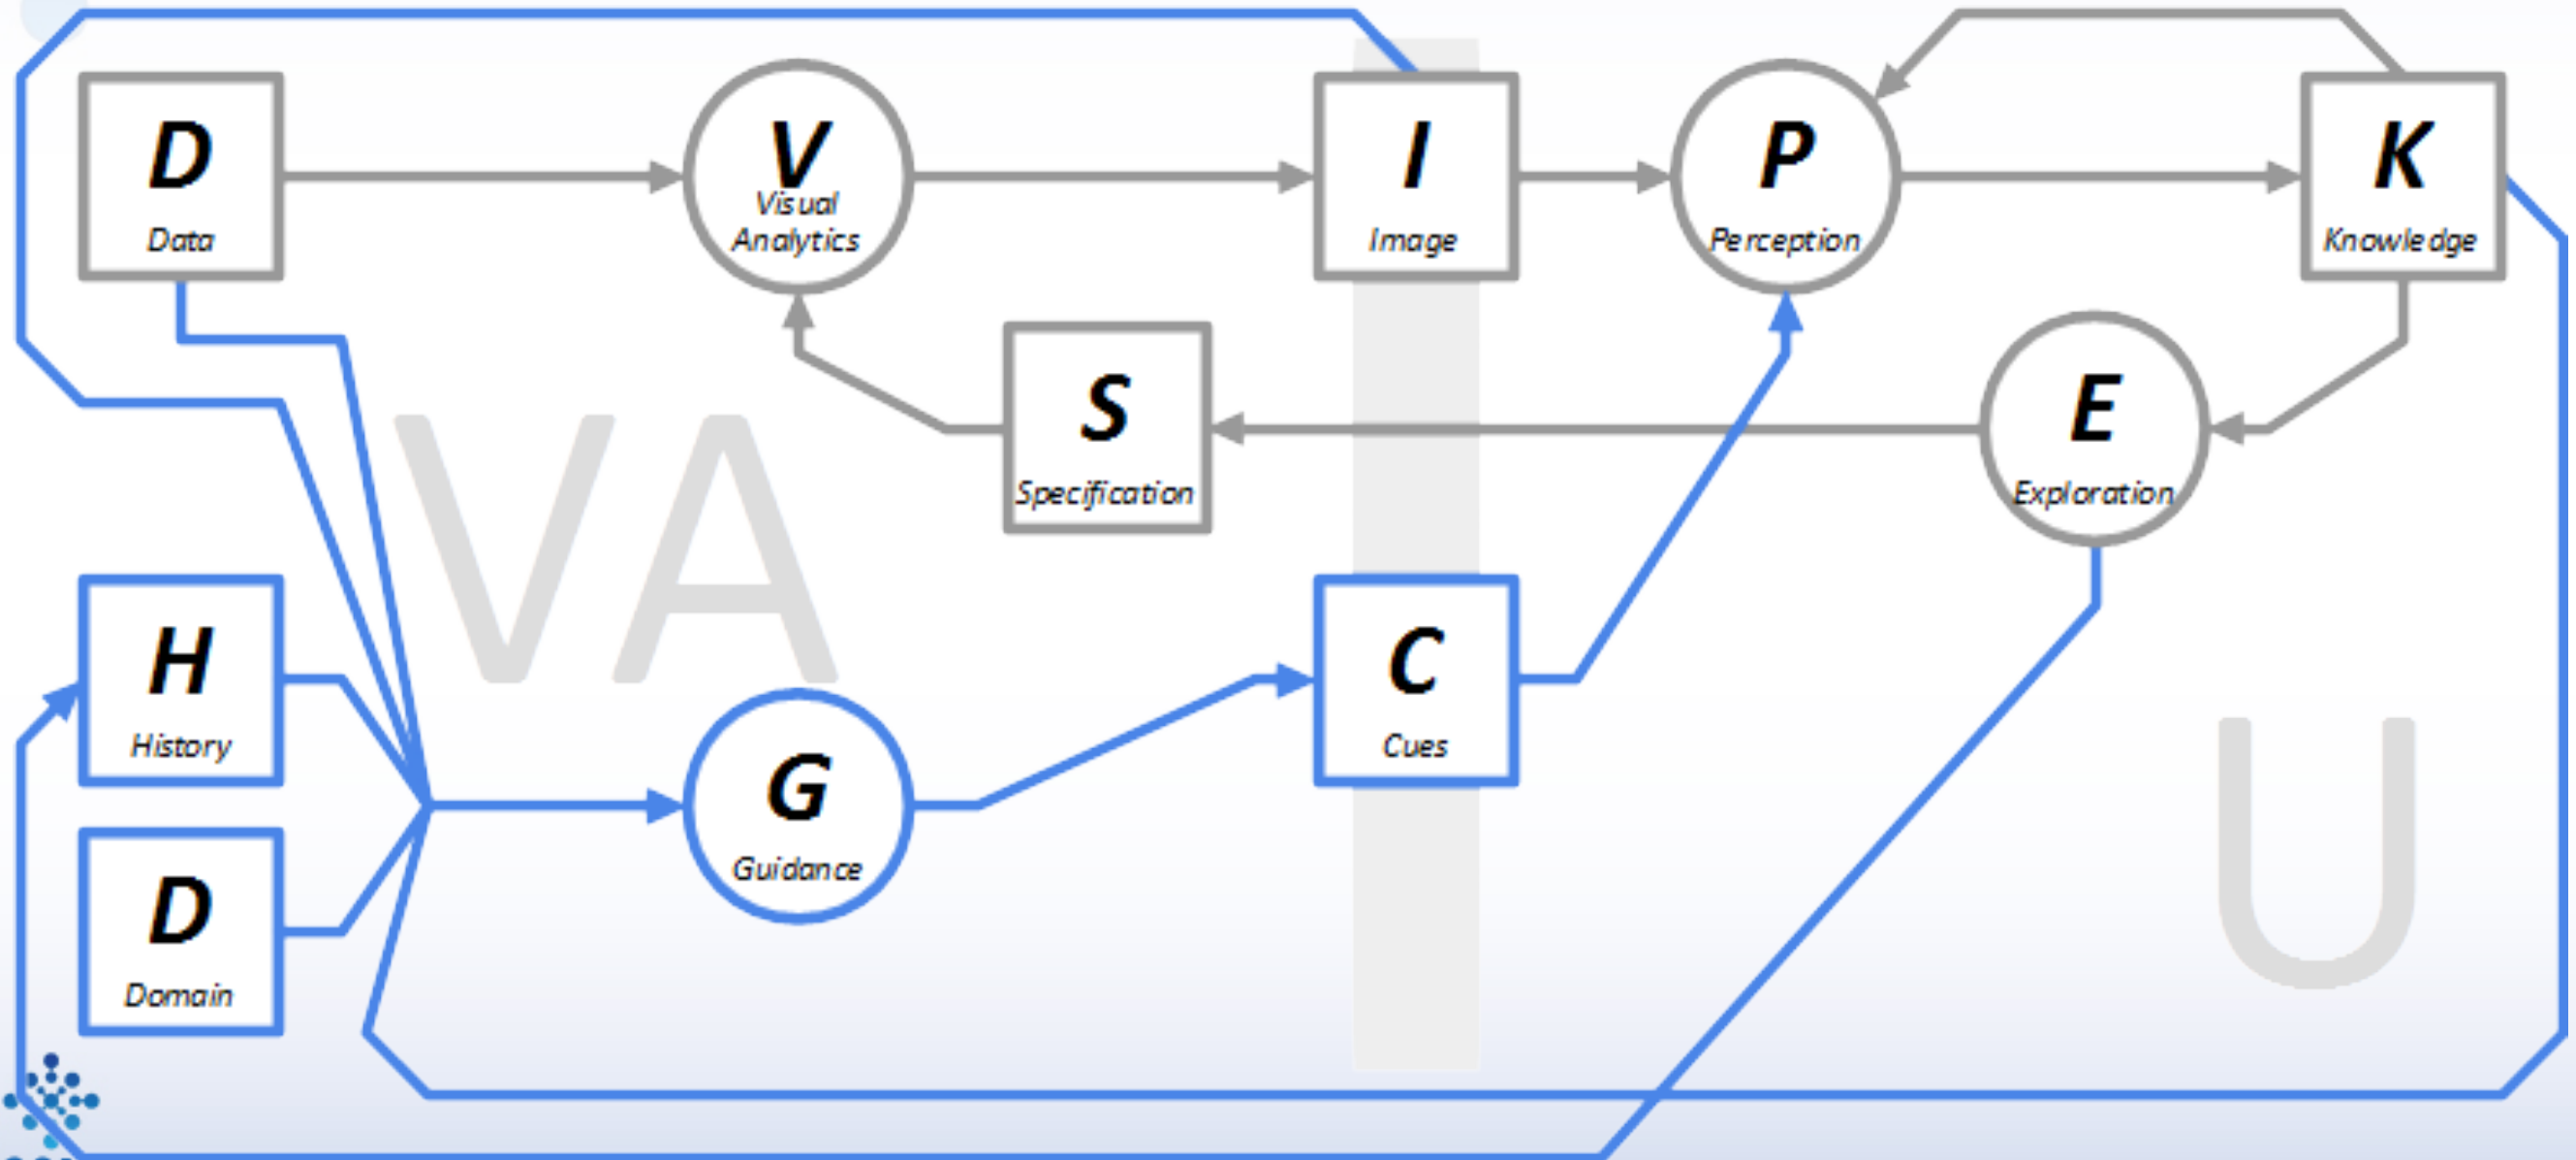 D
Data
V
Visual
Analytics
I
Image
P
Perception
K
Knowledge
S
Specification
E
Exploration
VA
H
History
C
Cues
G
Guidance
U
D
Domain